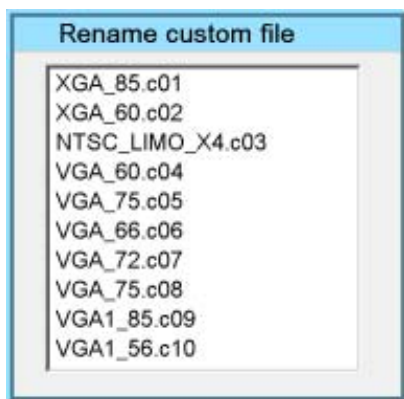 Rename custom file
XGA_85.c01
XGA_60.c02
NTSC_LIMO_X4.c03
VGA_60.c04
VGA_75.c05
VGA_66.c06
VGA_72.c07
VGA_75.c08
VGA1_85.c09
VGA1_56.c10